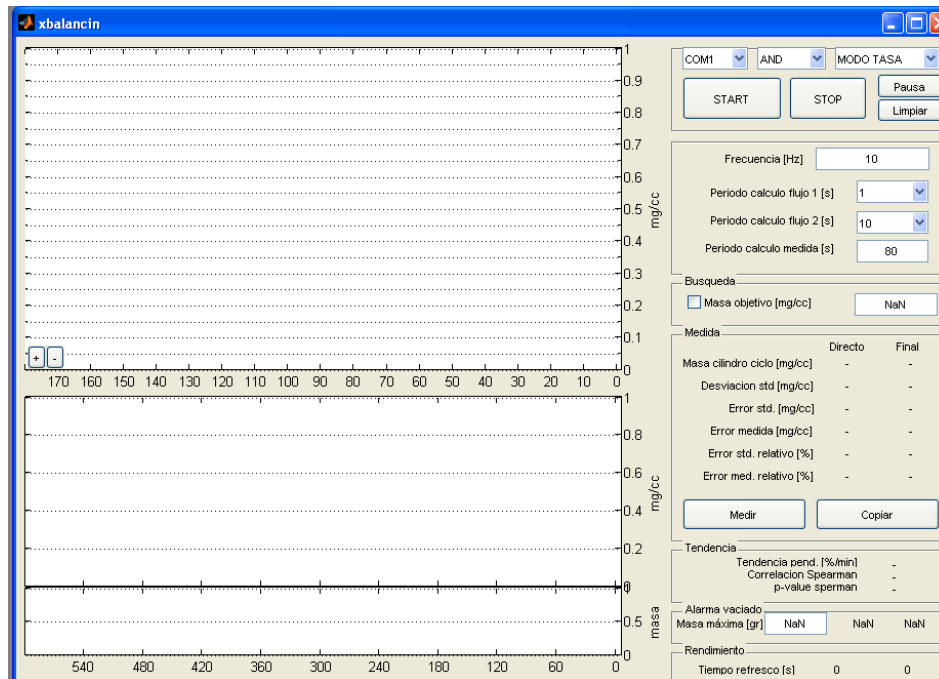 xbalancin
COM1 AND MODO TASA
START STOP Pausa
Limpiar
Frecuencia [Hz] 10
Periodo calculo flujo 1 [s] 1
Periodo calculo flujo 2 [s] 10
Periodo calculo medida [s] 80
Busqueda
Masa objetivo [mg/cc] NaN
Medida
Directo Final
Masa cilindro ciclo [mg/cc] - -
Desviacion std [mg/cc] - -
Error std. [mg/cc] - -
Error medida [mg/cc] - -
Error std. relativo [%] - -
Error med. relativo [%] - -
Medir Copiar
Tendencia
Tendencia pend. [%/min] -
Correlacion Spearman -
p-value sperman -
Alarma vaciado
Masa máxima [gr] NaN NaN NaN
Rendimiento
Tiempo refresco [s] 0 0
1
0.9
0.8
0.7
0.6
0.5
0.4
0.3
0.2
0.1
0
mg/cc
+ -
170 160 150 140 130 120 110 100 90 80 70 60 50 40 30 20 10 0
1
0.8
0.6
0.4
0.2
mg/cc
0.5
0
masa
540 480 420 360 300 240 180 120 60 0